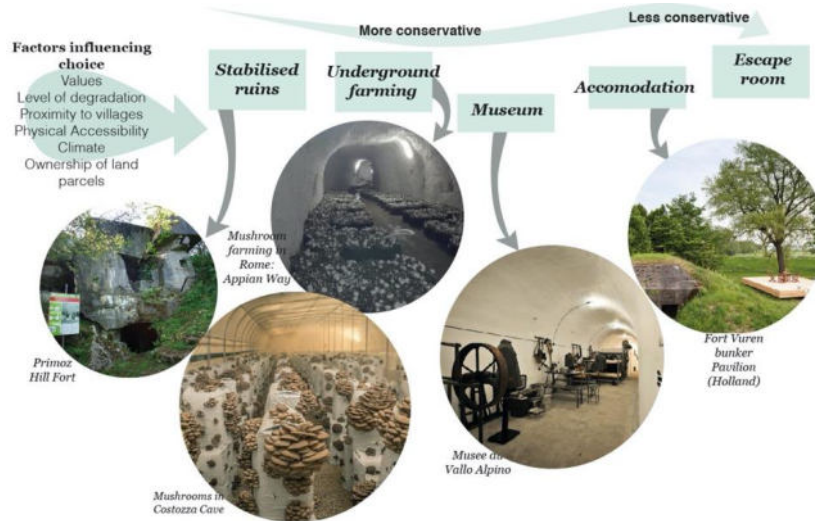 More conservative
Less conservative
Factors influencing
choice
Values
Level of degradation
Proximity to villages
Physical Accessibility
Climate
Ownership of land
parcels
Stabilised
ruins
Underground
farming
Museum
Accomodation
Escape
room
Primoz
Hill Fort
Mushroom
farming in
Rome:
Appian Way
Mushrooms in
Costozza Cave
Musee du
Vallo Alpino
Fort Vuren
bunker
Pavilion
(Holland)